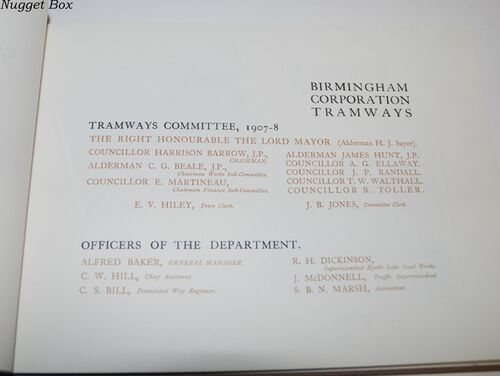 Nugget Box
BIRMINGHAM
CORPORATION
TRAMWAYS
TRAMWAYS COMMITTEE, 1907-8
THE RIGHT HONOURABLE THE LORD MAYOR (Alderman H. J. Sayer).
COUNCILLOR HARRISON BARROW, J.P.,
CHAIRMAN.
ALDERMAN C. G. BEALE, J.P.,
Chairman Works Sub-Committee.
COUNCILLOR E. MARTINEAU,
Chairman Finance Sub-Committee.
ALDERMAN JAMES HUNT, J.P.
COUNCILLOR A. G. ELLAWAY.
COUNCILLOR J. P. RANDALL.
COUNCILLOR T. W. WALTHALL.
COUNCILLOR R. TOLLER.
E. V. HILEY, Town Clerk.
J. B. JONES, Committee Clerk.
OFFICERS OF THE DEPARTMENT.
ALFRED BAKER, GENERAL MANAGER.
C. W. HILL, Chief Assistant.
C. S. BILL, Permanent Way Engineer.
R. H. DICKINSON,
Superintendent Kyotts Lake Road Works.
J. McDONNELL, Traffic Superintendent.
S. B. N. MARSH, Accountant.